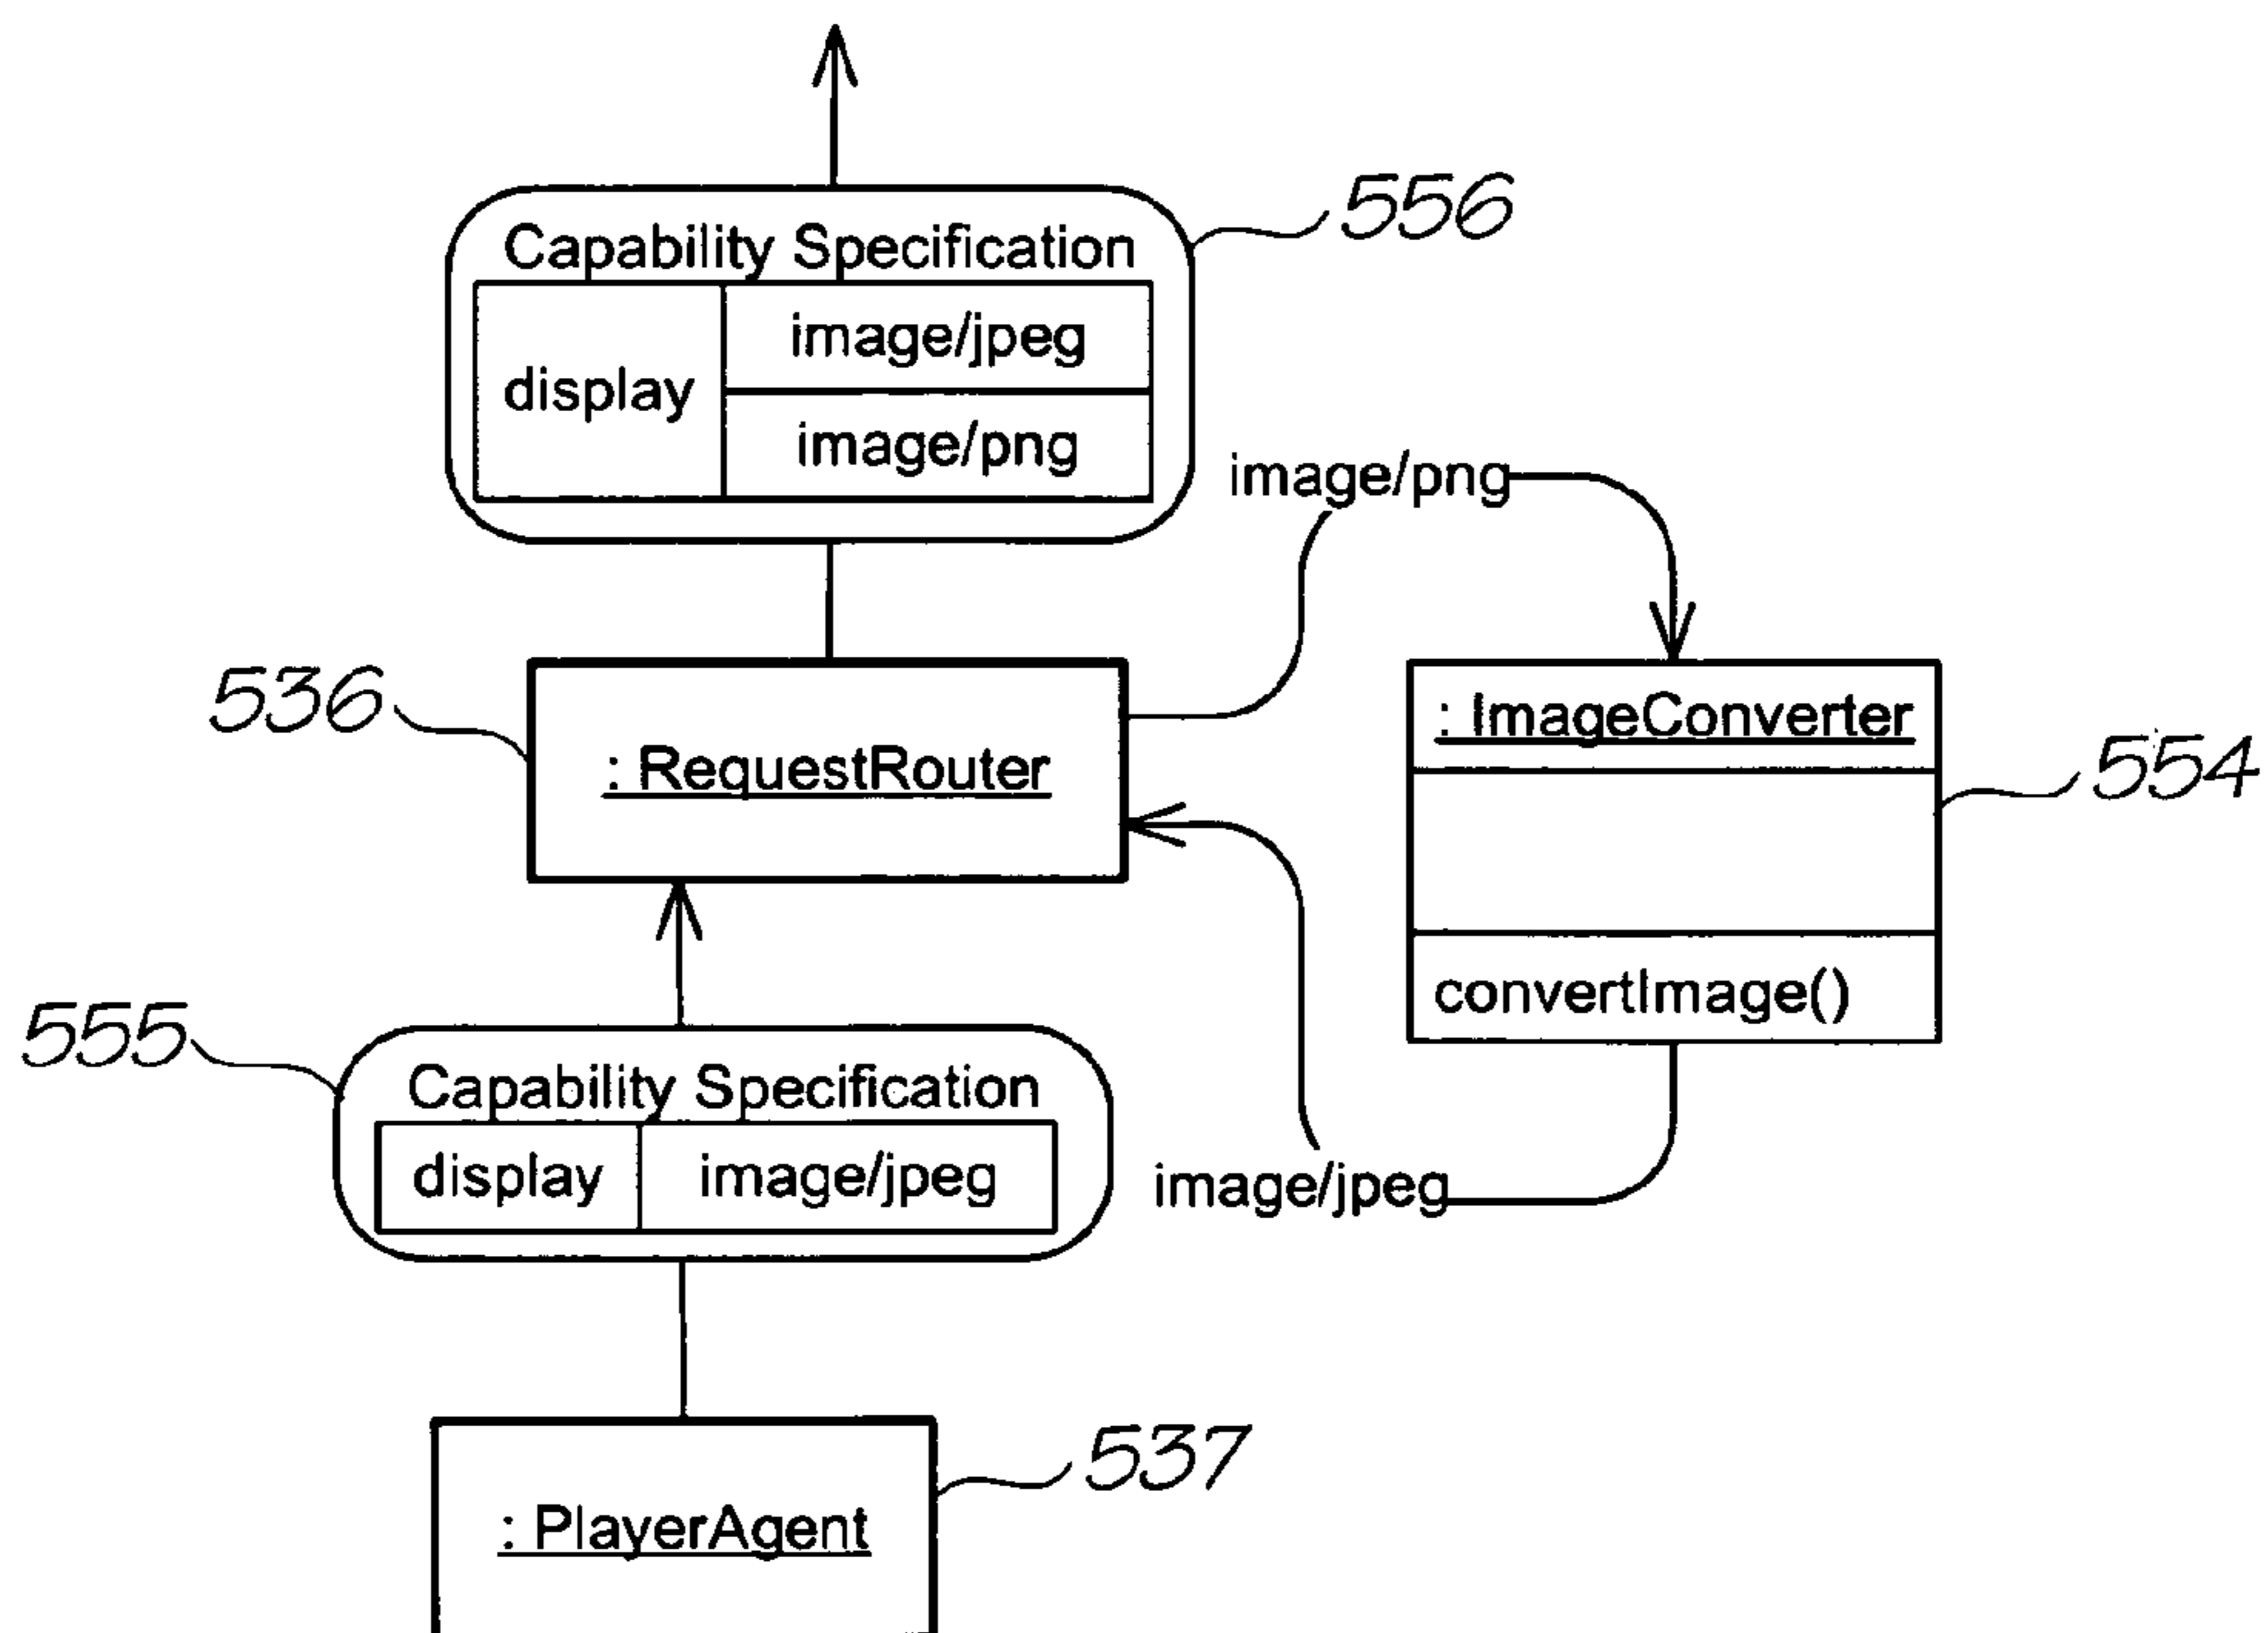 Capability Specification
556
display
image/jpeg
image/png
image/png
536
: RequestRouter
: ImageConverter
554
convertImage()
555
Capability Specification
display
image/jpeg
image/jpeg
537
: PlayerAgent